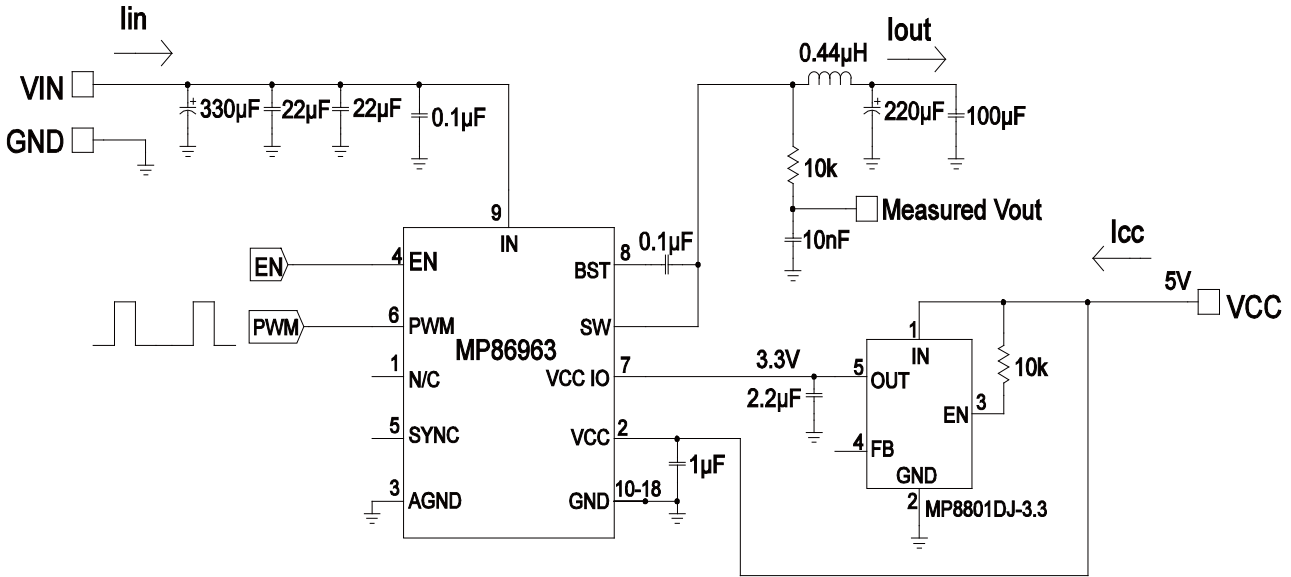 Iin
Iout
0.44µH
VIN
+
330µF
22µF
22µF
0.1µF
+
220µF
100µF
GND
10k
9
IN
Measured Vout
10nF
Icc
EN
4
EN
8
BST
0.1µF
5V
VCC
PWM
6
PWM
SW
MP86963
1
IN
10k
1
N/C
7
VCC IO
3.3V
5
OUT
2.2µF
EN
3
5
SYNC
2
VCC
4
FB
1µF
GND
3
AGND
10-18
GND
2
MP8801DJ-3.3